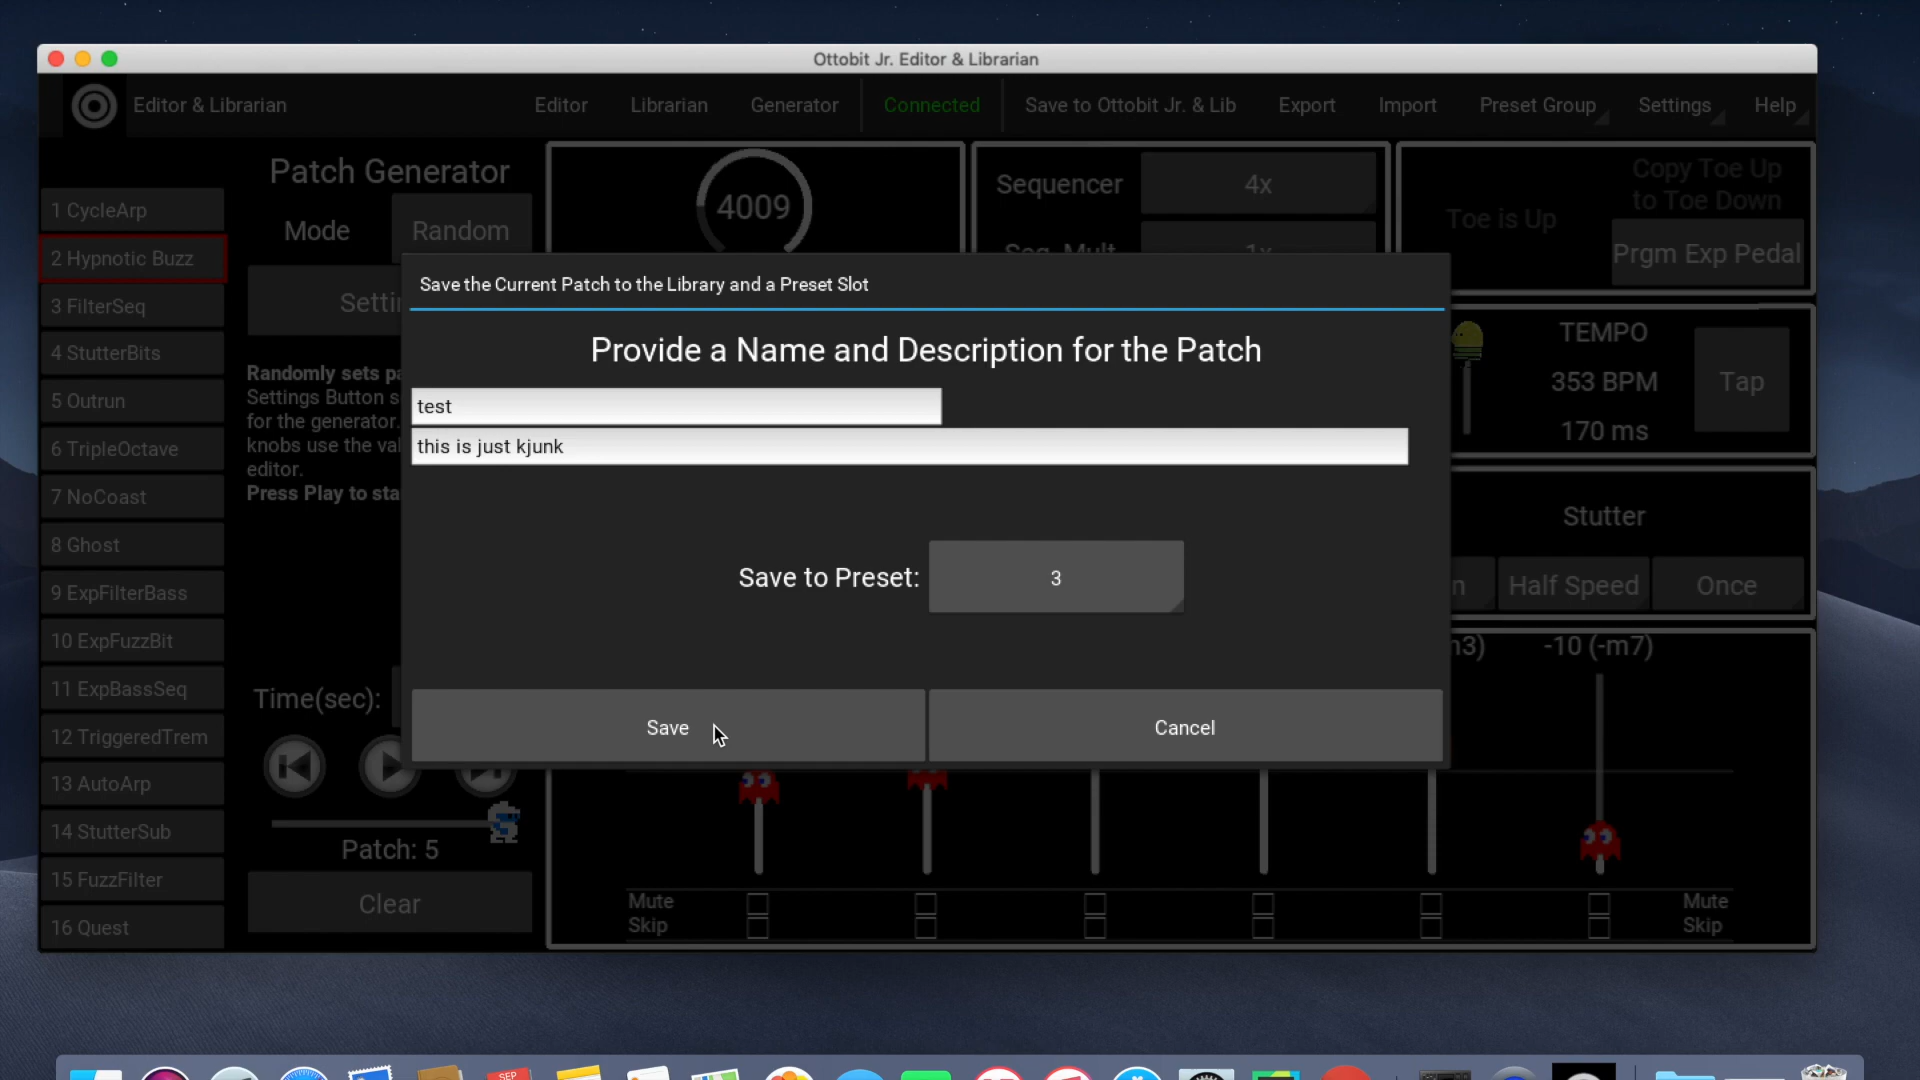 Ottobit Jr. Editor & Librarian
Editor & Librarian
Editor
Librarian
Generator
Connected
Save to Ottobit Jr. & Lib
Export
Import
Preset Group
Settings
Help
1 CycleArp
2 Hypnotic Buzz
3 FilterSeq
4 StutterBits
5 Outrun
6 TripleOctave
7 NoCoast
8 Ghost
9 ExpFilterBass
10 ExpFuzzBit
11 ExpBassSeq
12 TriggeredTrem
13 AutoArp
14 StutterSub
15 FuzzFilter
16 Quest
Patch Generator
Mode
Random
Randomly sets
Settings Button
for the generator.
knobs use the
editor.
Press Play to
Time(sec):
Patch: 5
Clear
4009
Sequencer
4x
Seq. Mult
1x
Toe is Up
Copy Toe Up
to Toe Down
Prgm Exp Pedal
Save the Current Patch to the Library and a Preset Slot
Provide a Name and Description for the Patch
test
this is just kjunk
Save to Preset:
3
Save
Cancel
TEMPO
353 BPM
170 ms
Tap
Stutter
Half Speed
Once
-10 (-m7)
Mute
Skip
Mute
Skip
SEP